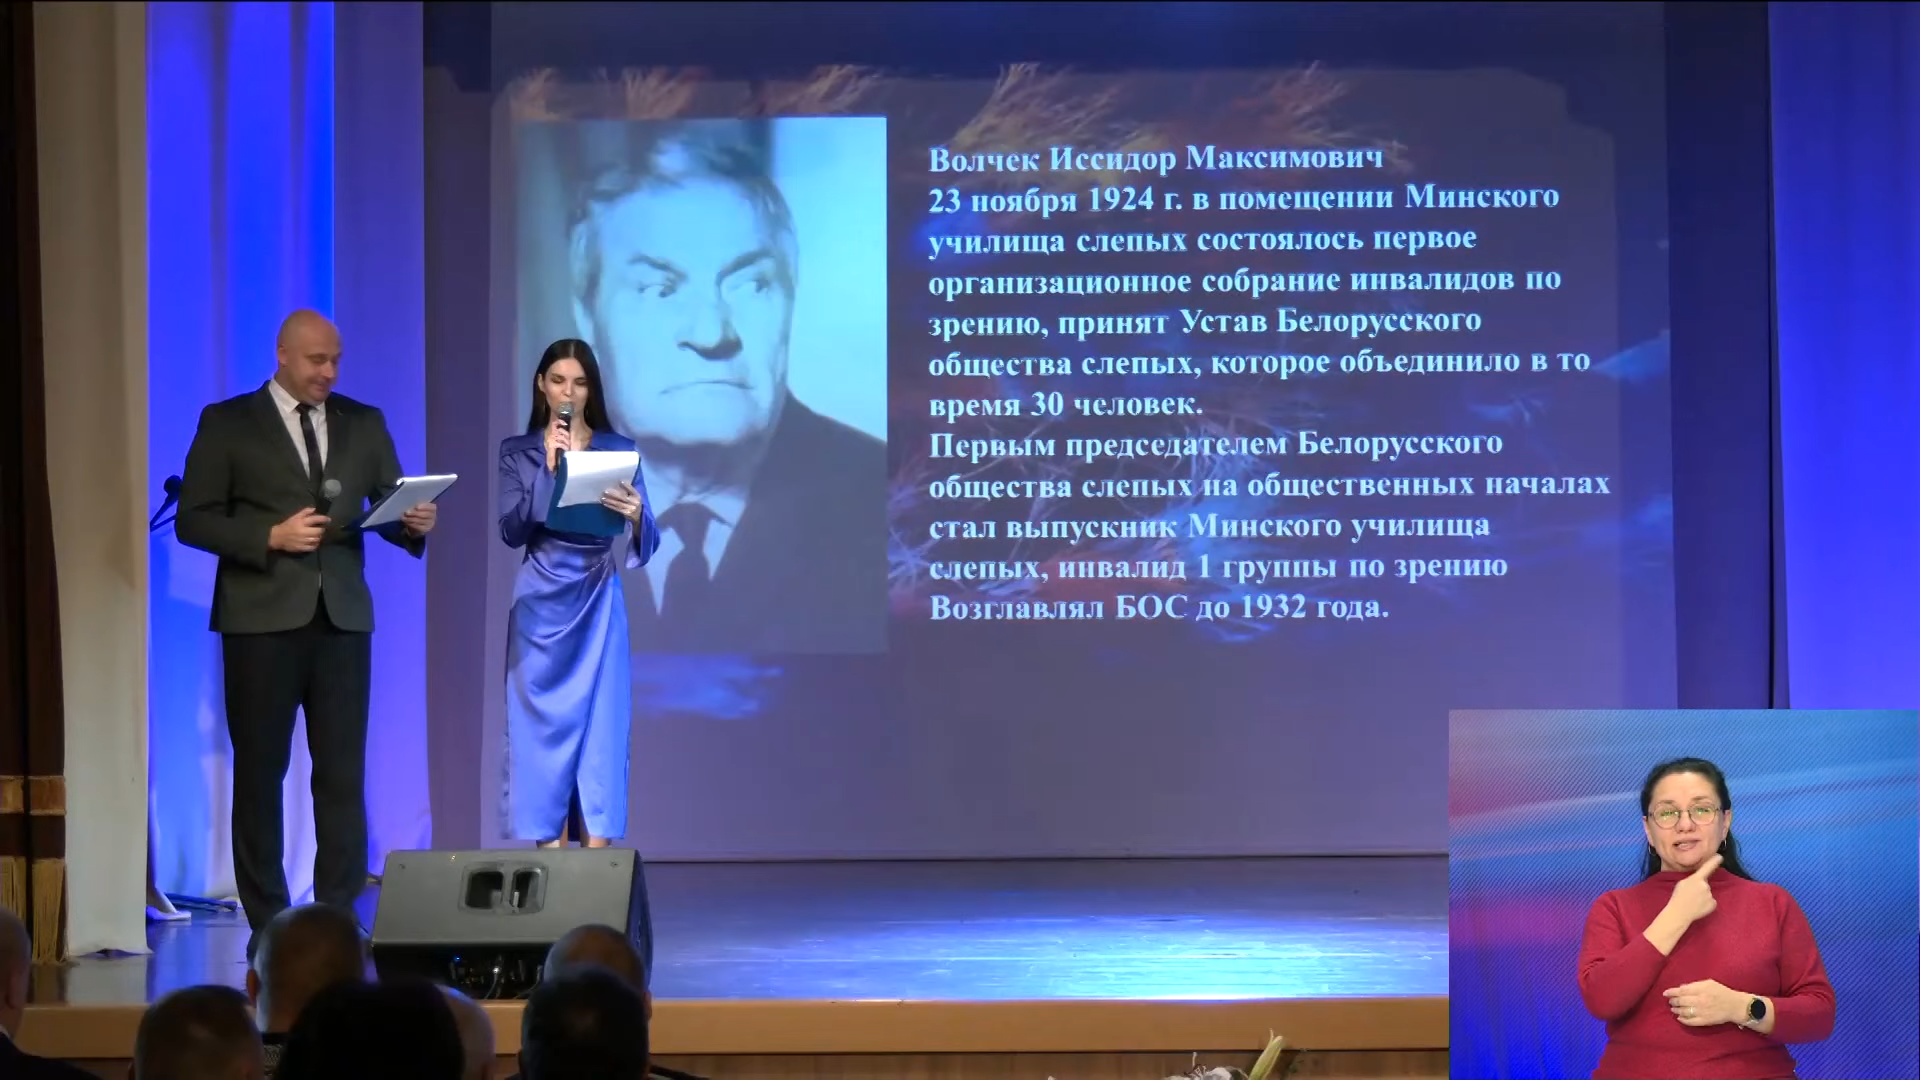 Волчек Иссидор Максимович
23 ноября 1924 г. в помещении Минского
училища слепых состоялось первое
организационное собрание инвалидов по
зрению, принят Устав Белорусского
общества слепых, которое объединило в то
время 30 человек.
Первым председателем Белорусского
общества слепых на общественных началах
стал выпускник Минского училища
слепых, инвалид 1 группы по зрению
Возглавлял БОС до 1932 года.